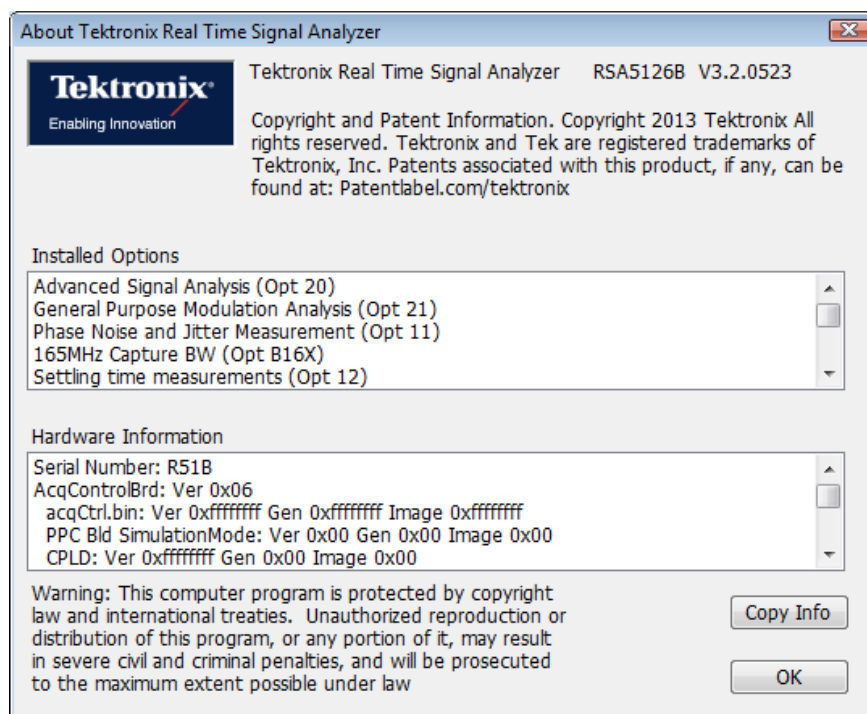 About Tektronix Real Time Signal Analyzer
Tektronix®
Enabling Innovation
Tektronix Real Time Signal Analyzer RSA5126B V3.2.0523
Copyright and Patent Information. Copyright 2013 Tektronix All
rights reserved. Tektronix and Tek are registered trademarks of
Tektronix, Inc. Patents associated with this product, if any, can be
found at: Patentlabel.com/tektronix
Installed Options
Advanced Signal Analysis (Opt 20)
General Purpose Modulation Analysis (Opt 21)
Phase Noise and Jitter Measurement (Opt 11)
165MHz Capture BW (Opt B16X)
Settling time measurements (Opt 12)
Hardware Information
Serial Number: R51B
AcqControlBrd: Ver 0x06
acqCtrl.bin: Ver 0xffffffff Gen 0xffffffff Image 0xffffffff
PPC Bld SimulationMode: Ver 0x00 Gen 0x00 Image 0x00
CPLD: Ver 0xffffffff Gen 0x00 Image 0x00
Warning: This computer program is protected by copyright
law and international treaties. Unauthorized reproduction or
distribution of this program, or any portion of it, may result
in severe civil and criminal penalties, and will be prosecuted
to the maximum extent possible under law
Copy Info
OK